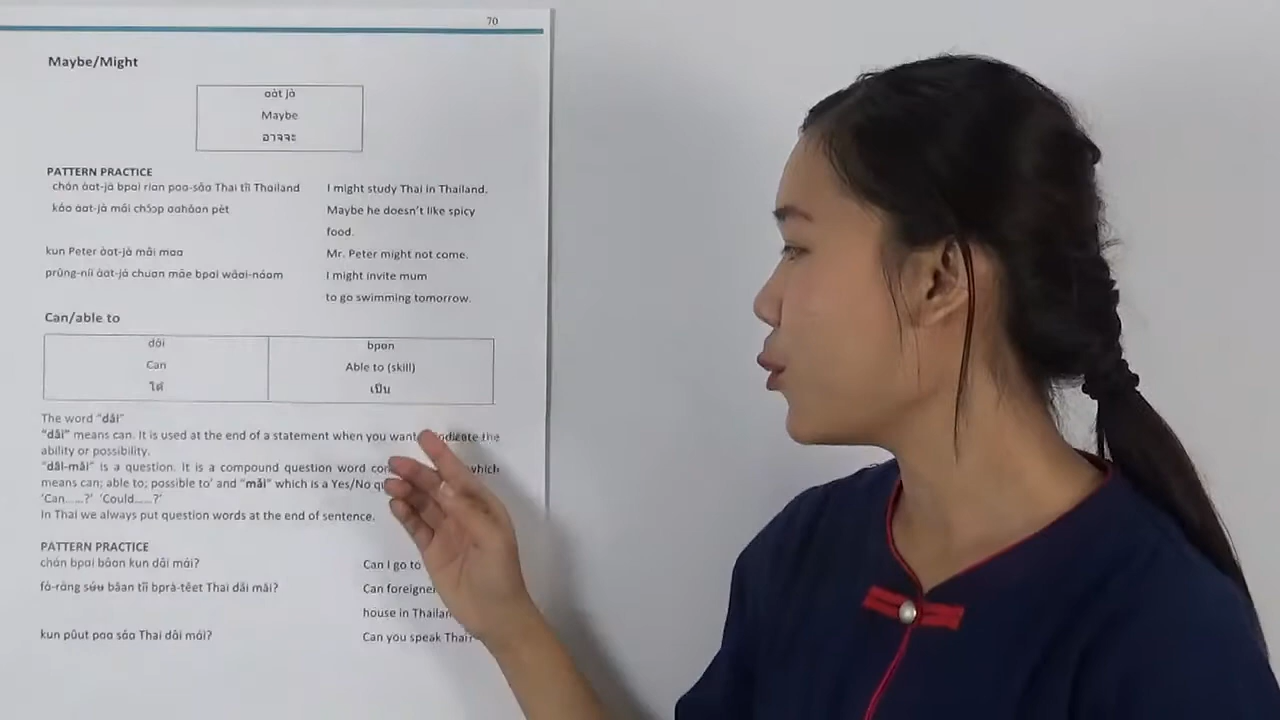 70
Maybe/Might
aàt jà
Maybe
อาจจะ
PATTERN PRACTICE
chán àat-jà bpai rian paa-sǎa Thai tîi Thailand I might study Thai in Thailand.
káo àat-jà mâi chɔ̂ɔp aahǎan pèt Maybe he doesn't like spicy
food.
kun Peter àat-jà mâi maa Mr. Peter might not come.
prûng-níi àat-jà chuan mâe bpai wâai-náam I might invite mum
to go swimming tomorrow.
Can/able to
dâi bpan
Can Able to (skill)
ได้ เป็น
The word "dâi"
"dâi" means can. It is used at the end of a statement when you want indicate the
ability or possibility.
"dâi-mǎi" is a question. It is a compound question word which
means can; able to; possible to' and "mǎi" which is a Yes/No
'Can……?' 'Could……?'
In Thai we always put question words at the end of sentence.
PATTERN PRACTICE
chán bpai bâan kun dâi mǎi? Can I go to
fá-ràng sɯ́ɯ bâan tîi bprà-têet Thai dâi mǎi? Can foreigner
house in Thailan
kun pûut paa sǎa Thai dâi mǎi? Can you speak Thai?